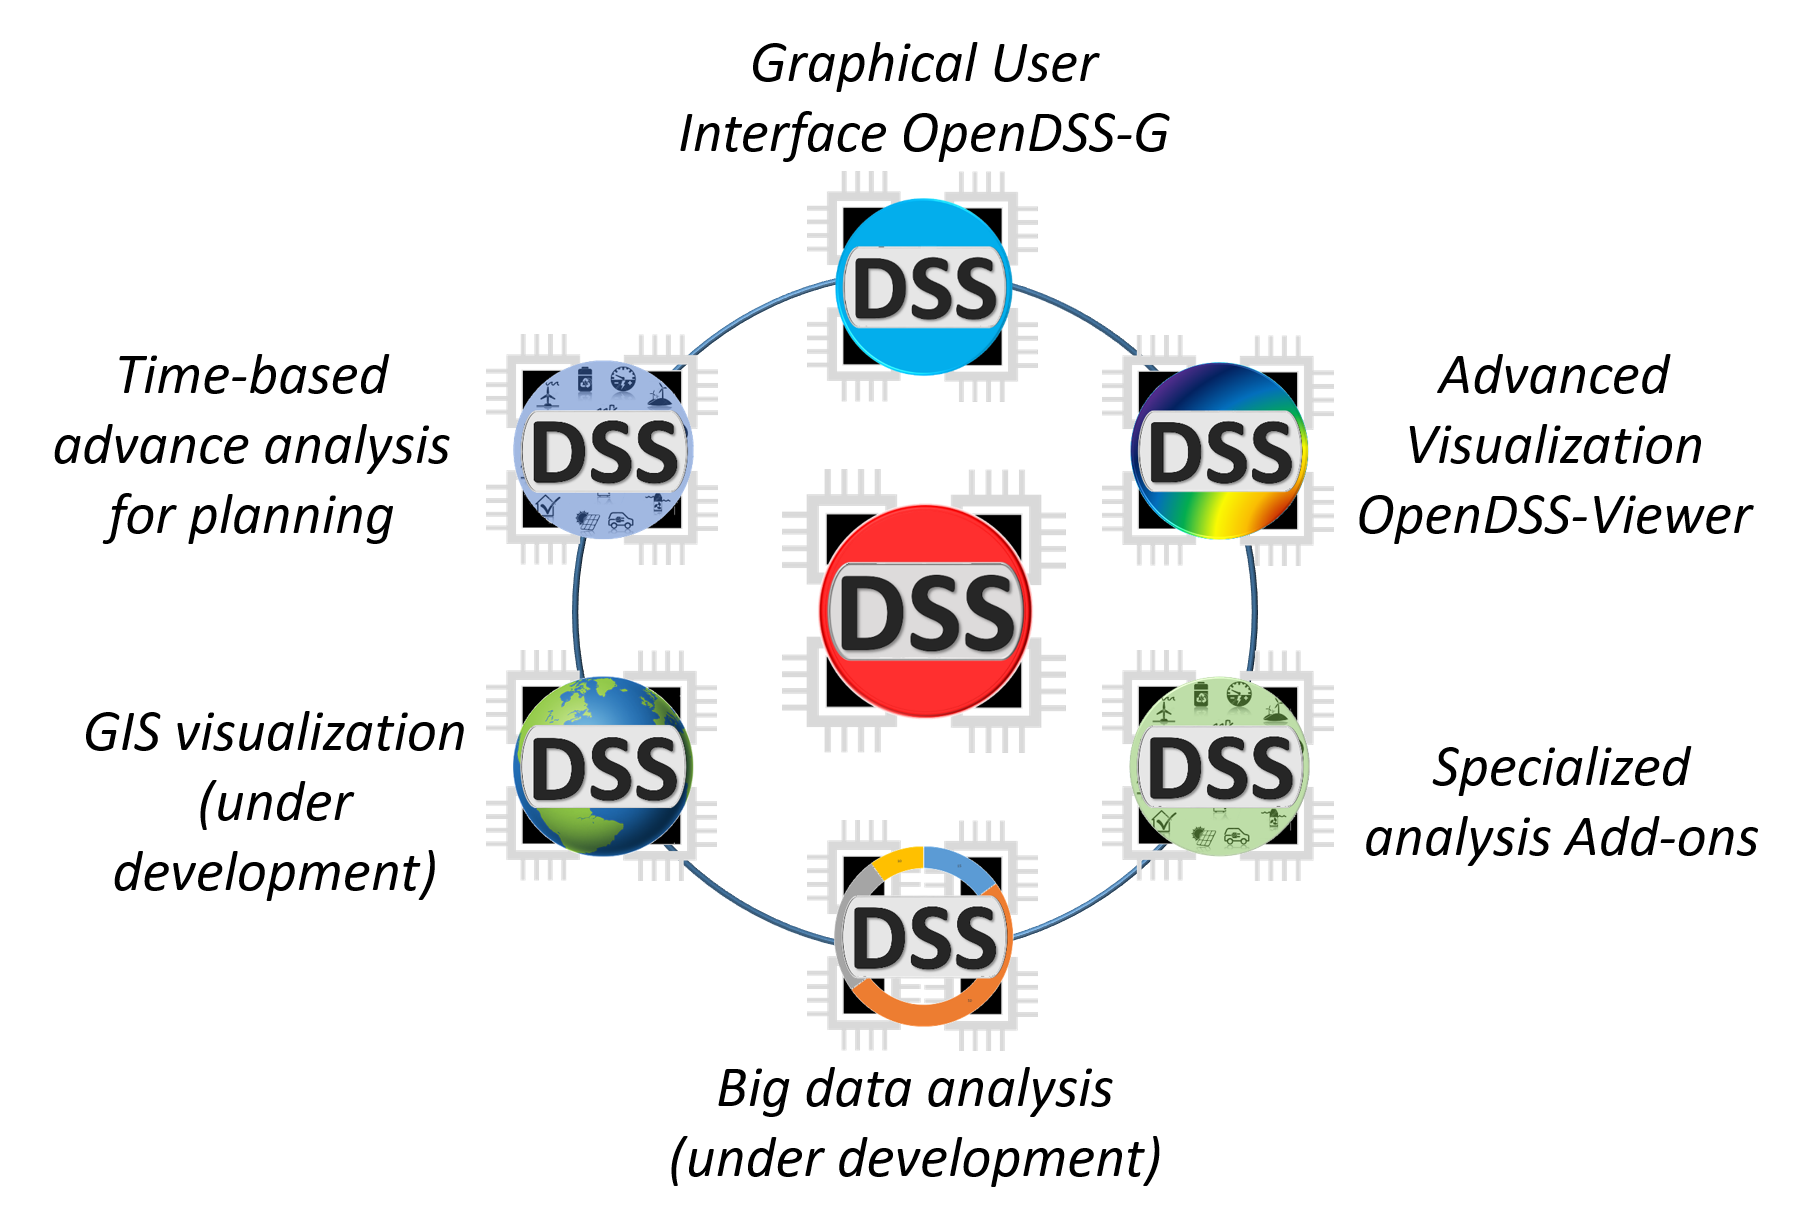 Graphical User
Interface OpenDSS-G
DSS
Time-based
advance analysis
for planning
DSS
DSS
Advanced
Visualization
OpenDSS-Viewer
DSS
GIS visualization
(under
development)
DSS
DSS
Specialized
analysis Add-ons
DSS
Big data analysis
(under development)